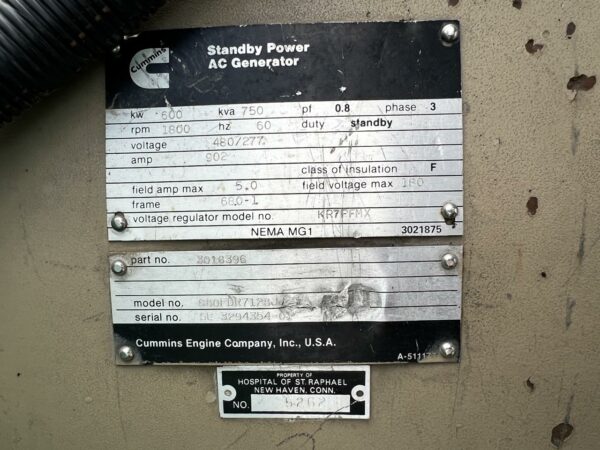 Cummins
Standby Power
AC Generator
kw 600 kva 750 pf 0.8 phase 3
rpm 1800 hz 60 duty standby
voltage 480/277
amp 902
class of insulation F
field amp max 5.0 field voltage max 180
frame 680-1
voltage regulator model no. KR7FFMX
NEMA MG1 3021875
part no. 3016396
model no.
serial no.
Cummins Engine Company, Inc., U.S.A.
PROPERTY OF
HOSPITAL OF ST. RAPHAEL
NEW HAVEN, CONN.
NO.